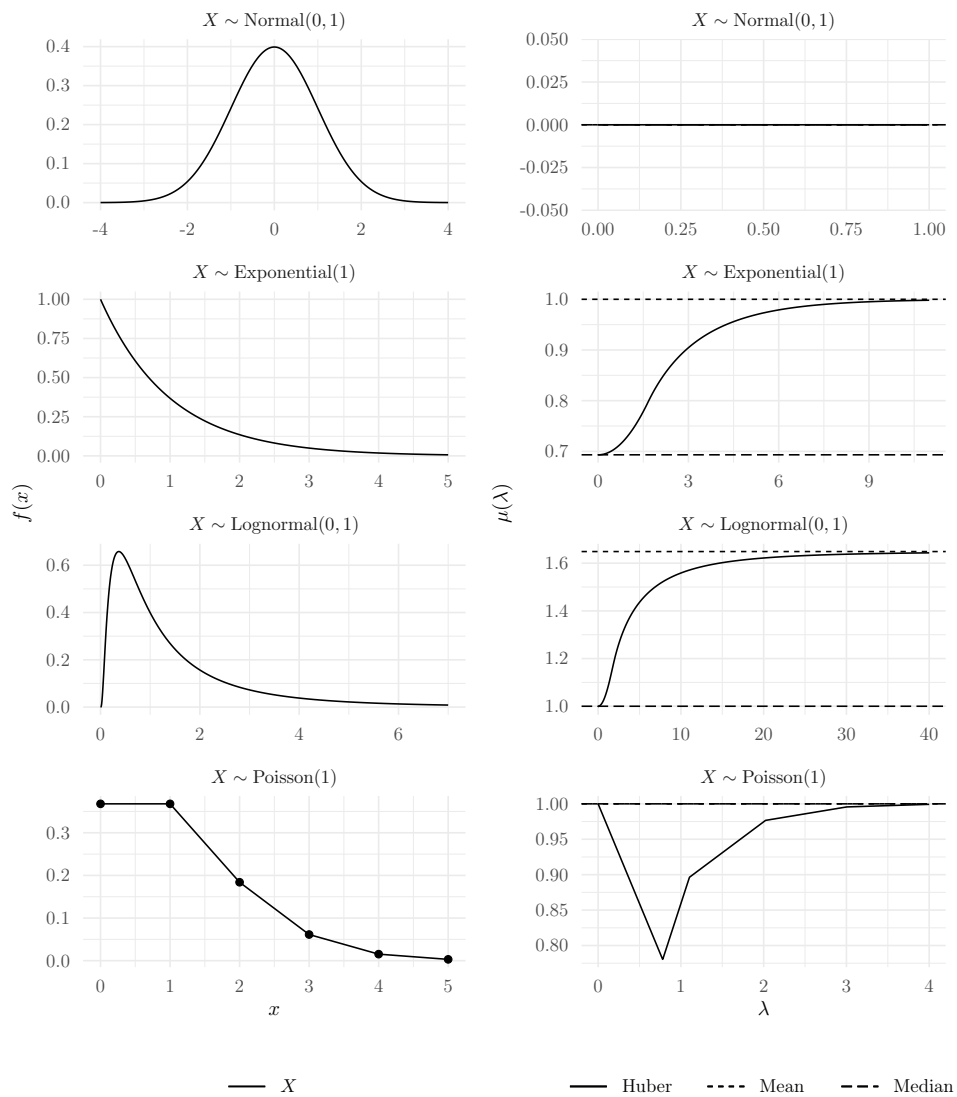 X ∼ Normal(0, 1)
0.4
0.3
0.2
0.1
0.0
-4 -2 0 2 4
X ∼ Normal(0, 1)
0.050
0.025
0.000
-0.025
-0.050
0.00 0.25 0.50 0.75 1.00
X ∼ Exponential(1)
1.00
0.75
0.50
0.25
0.00
0 1 2 3 4 5
X ∼ Exponential(1)
1.0
0.9
0.8
0.7
0 3 6 9
f(x)
μ(λ)
X ∼ Lognormal(0, 1)
0.6
0.4
0.2
0.0
0 2 4 6
X ∼ Lognormal(0, 1)
1.6
1.4
1.2
1.0
0 10 20 30 40
X ∼ Poisson(1)
0.3
0.2
0.1
0.0
0 1 2 3 4 5
x
X ∼ Poisson(1)
1.00
0.95
0.90
0.85
0.80
0 1 2 3 4
λ
X
Huber Mean Median